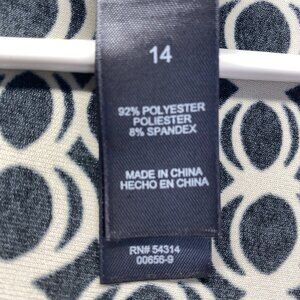 14
92% POLYESTER
POLIESTER
8% SPANDEX
MADE IN CHINA
HECHO EN CHINA
RN# 54314
00656-9